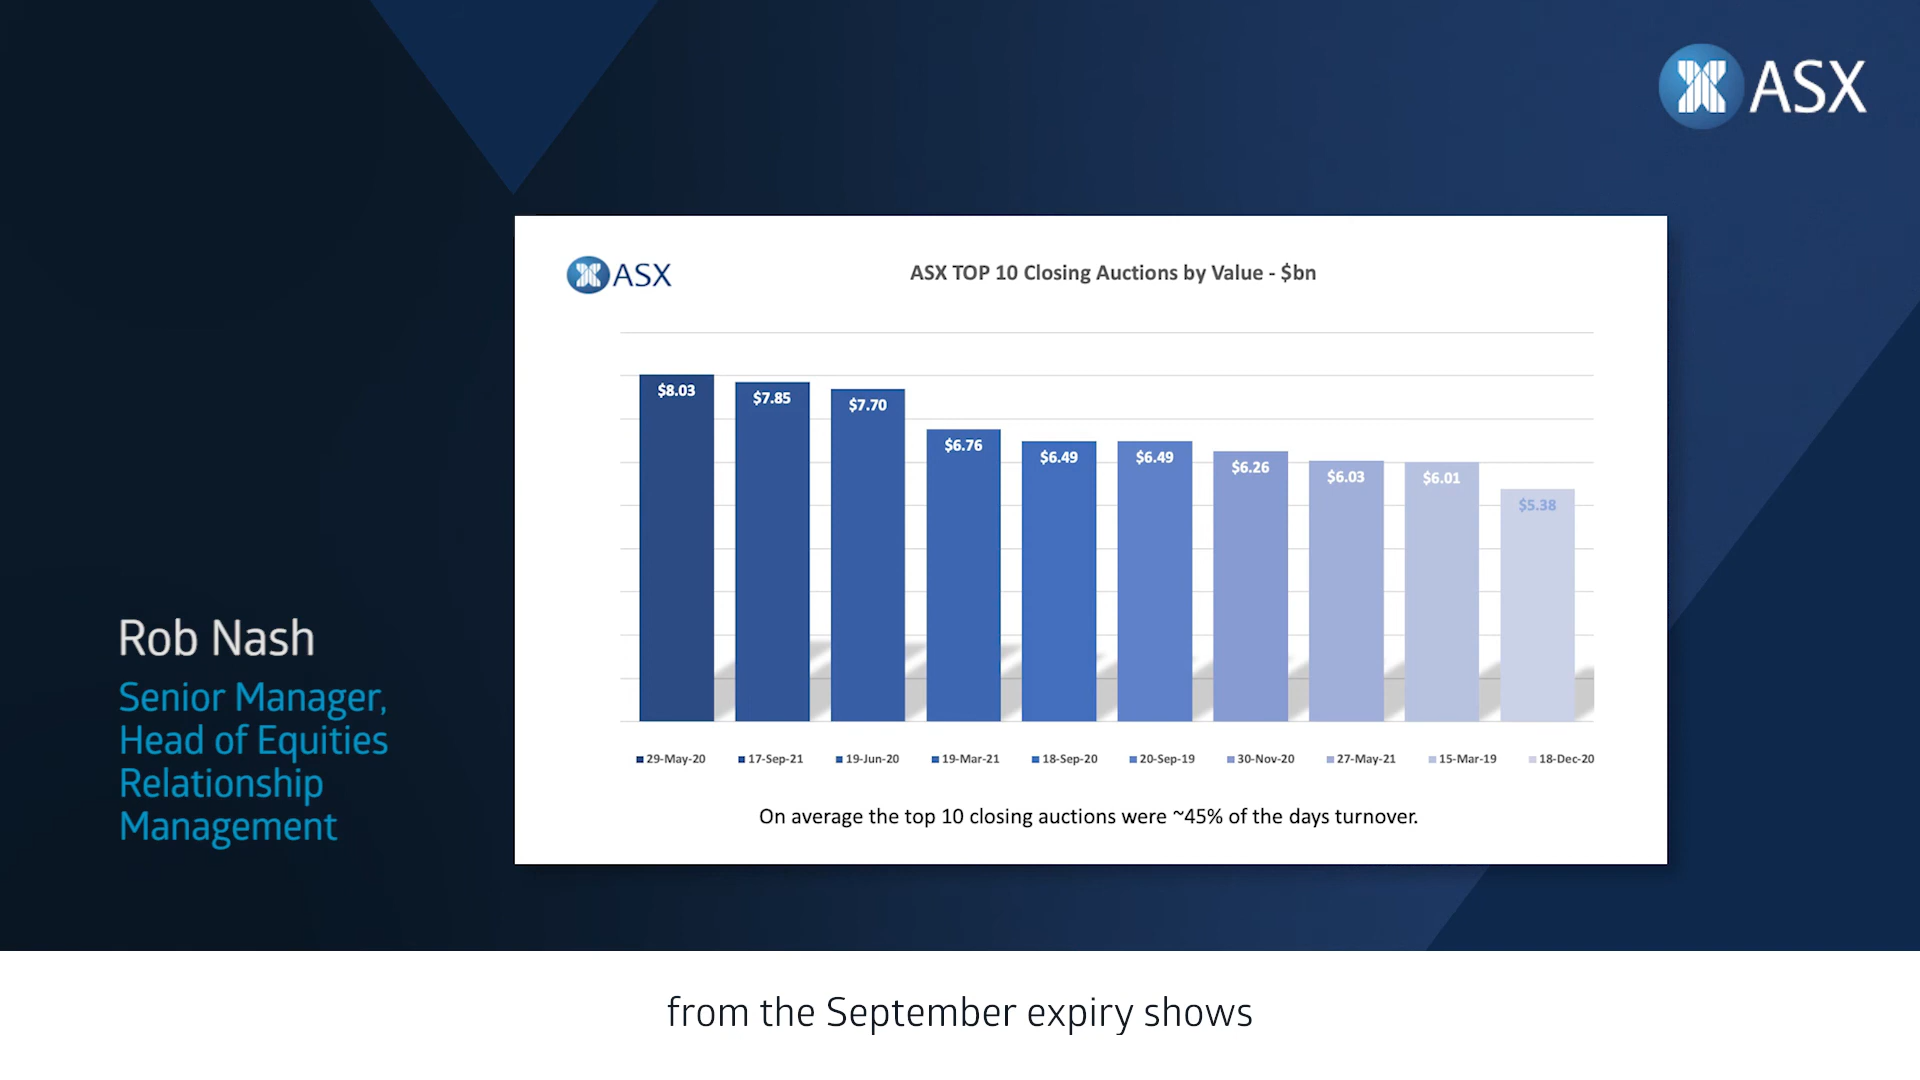 ASX
ASX
ASX TOP 10 Closing Auctions by Value - $bn
$8.03
$7.85
$7.70
$6.76
$6.49
$6.49
$6.26
$6.03
$6.01
$5.38
29-May-20
17-Sep-21
19-Jun-20
19-Mar-21
18-Sep-20
20-Sep-19
30-Nov-20
27-May-21
15-Mar-19
18-Dec-20
On average the top 10 closing auctions were ~45% of the days turnover.
Rob Nash
Senior Manager,
Head of Equities
Relationship
Management
from the September expiry shows